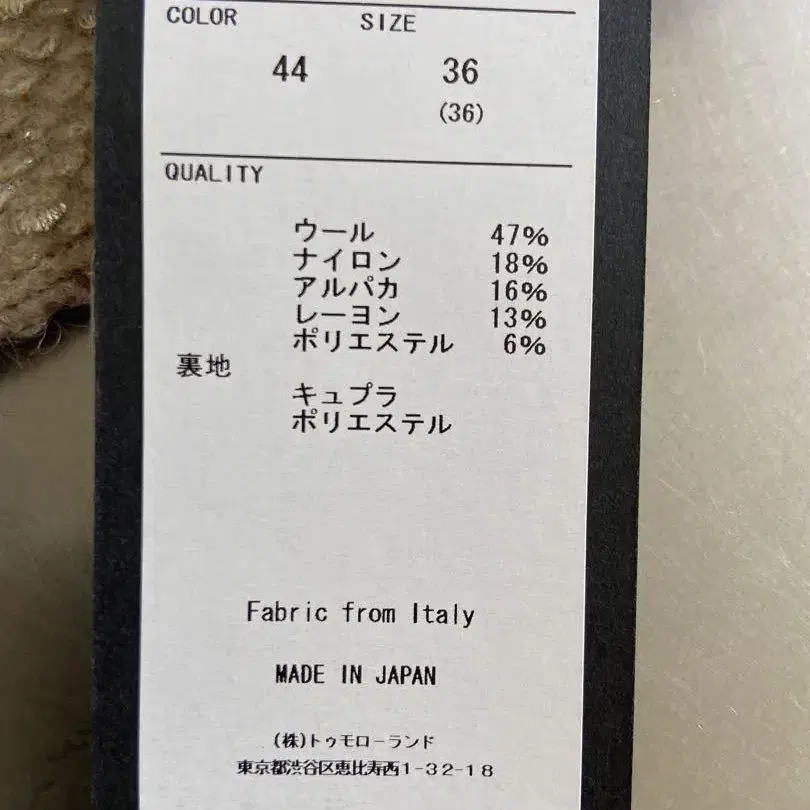 COLOR SIZE
44 36
(36)
QUALITY
ウール 47%
ナイロン 18%
アルパカ 16%
レーヨン 13%
ポリエステル 6%
裏地
キュプラ
ポリエステル
Fabric from Italy
MADE IN JAPAN
(株)トゥモローランド
東京都渋谷区恵比寿西1-32-18